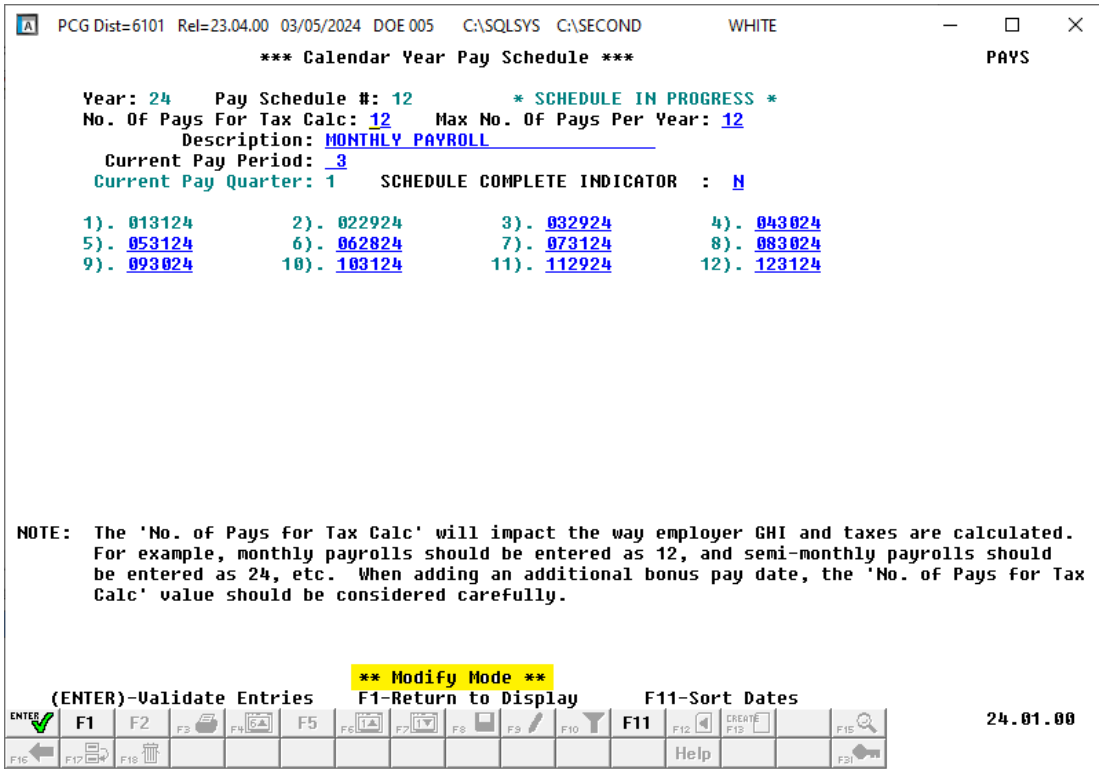 A PCG Dist=6101 Rel=23.04.00 03/05/2024 DOE 005 C:\SQLSYS C:\SECOND WHITE
*** Calendar Year Pay Schedule *** PAYS
Year: 24 Pay Schedule #: 12 * SCHEDULE IN PROGRESS *
No. Of Pays For Tax Calc: 12 Max No. Of Pays Per Year: 12
Description: MONTHLY PAYROLL
Current Pay Period: 3
Current Pay Quarter: 1 SCHEDULE COMPLETE INDICATOR : N
1). 013124 2). 022924 3). 032924 4). 043024
5). 053124 6). 062824 7). 073124 8). 083024
9). 093024 10). 103124 11). 112924 12). 123124
NOTE: The 'No. of Pays for Tax Calc' will impact the way employer GHI and taxes are calculated.
For example, monthly payrolls should be entered as 12, and semi-monthly payrolls should
be entered as 24, etc. When adding an additional bonus pay date, the 'No. of Pays for Tax
Calc' value should be considered carefully.
** Modify Mode **
(ENTER)-Validate Entries F1-Return to Display F11-Sort Dates
ENTER F1 F2 F3 F4 F5 F6 F7 F8 F9 F10 F11 F12 CREATE F13 F15 24.01.00
F16 F17 F18 Help F31